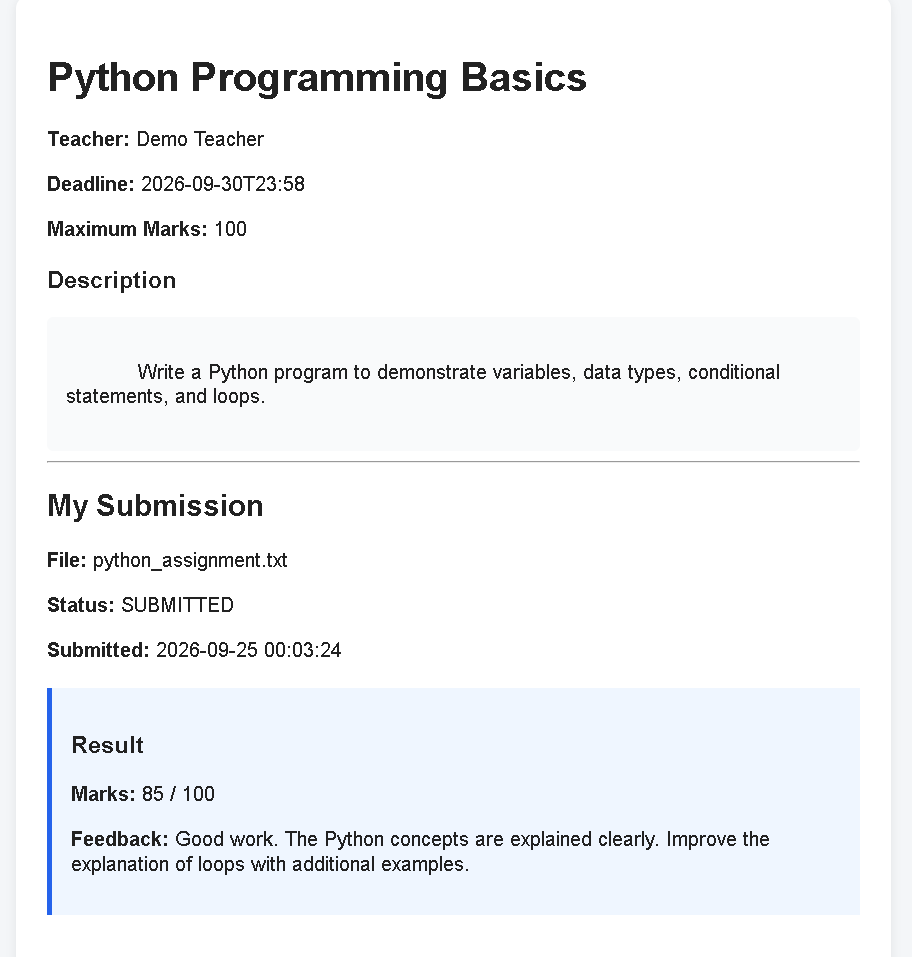 Python Programming Basics
Teacher: Demo Teacher
Deadline: 2026-09-30T23:58
Maximum Marks: 100
Description
Write a Python program to demonstrate variables, data types, conditional
statements, and loops.
My Submission
File: python_assignment.txt
Status: SUBMITTED
Submitted: 2026-09-25 00:03:24
Result
Marks: 85 / 100
Feedback: Good work. The Python concepts are explained clearly. Improve the
explanation of loops with additional examples.